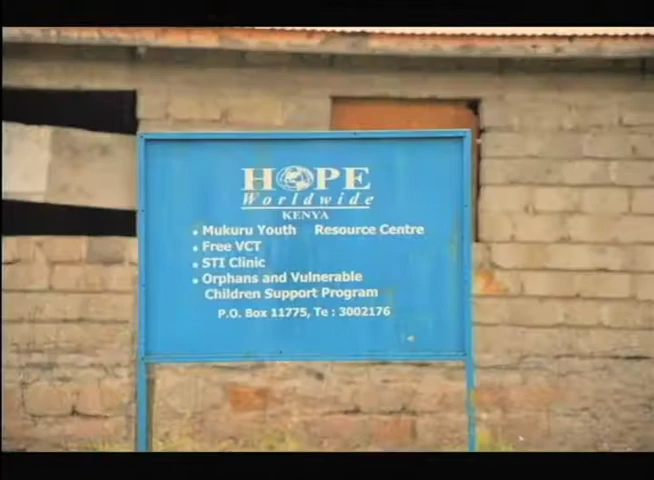 HOPE
Worldwide
KENYA
Mukuru Youth Resource Centre
Free VCT
STI Clinic
Orphans and Vulnerable
Children Support Program
P.O. Box 11775, Te : 3002176